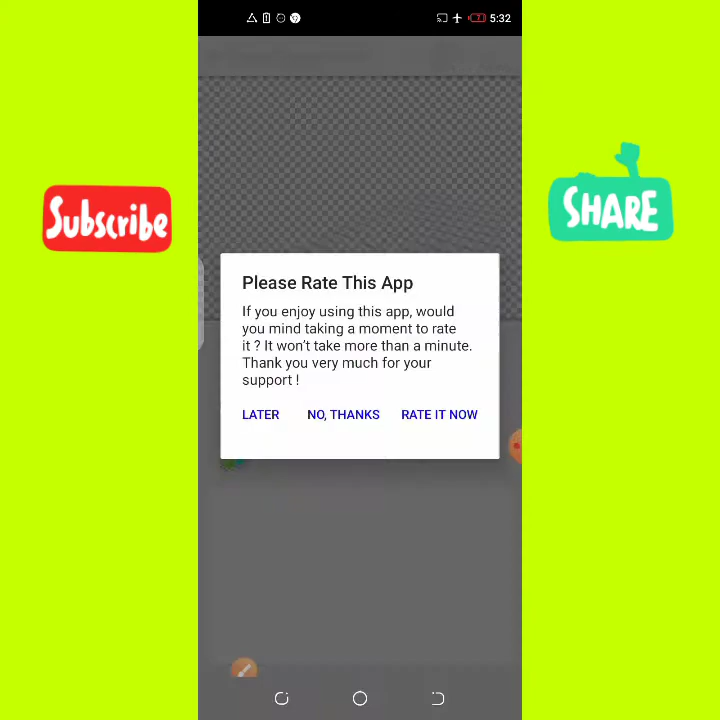 7 5:32
Subscribe
SHARE
Please Rate This App
If you enjoy using this app, would
you mind taking a moment to rate
it ? It won't take more than a minute.
Thank you very much for your
support !
LATER NO, THANKS RATE IT NOW